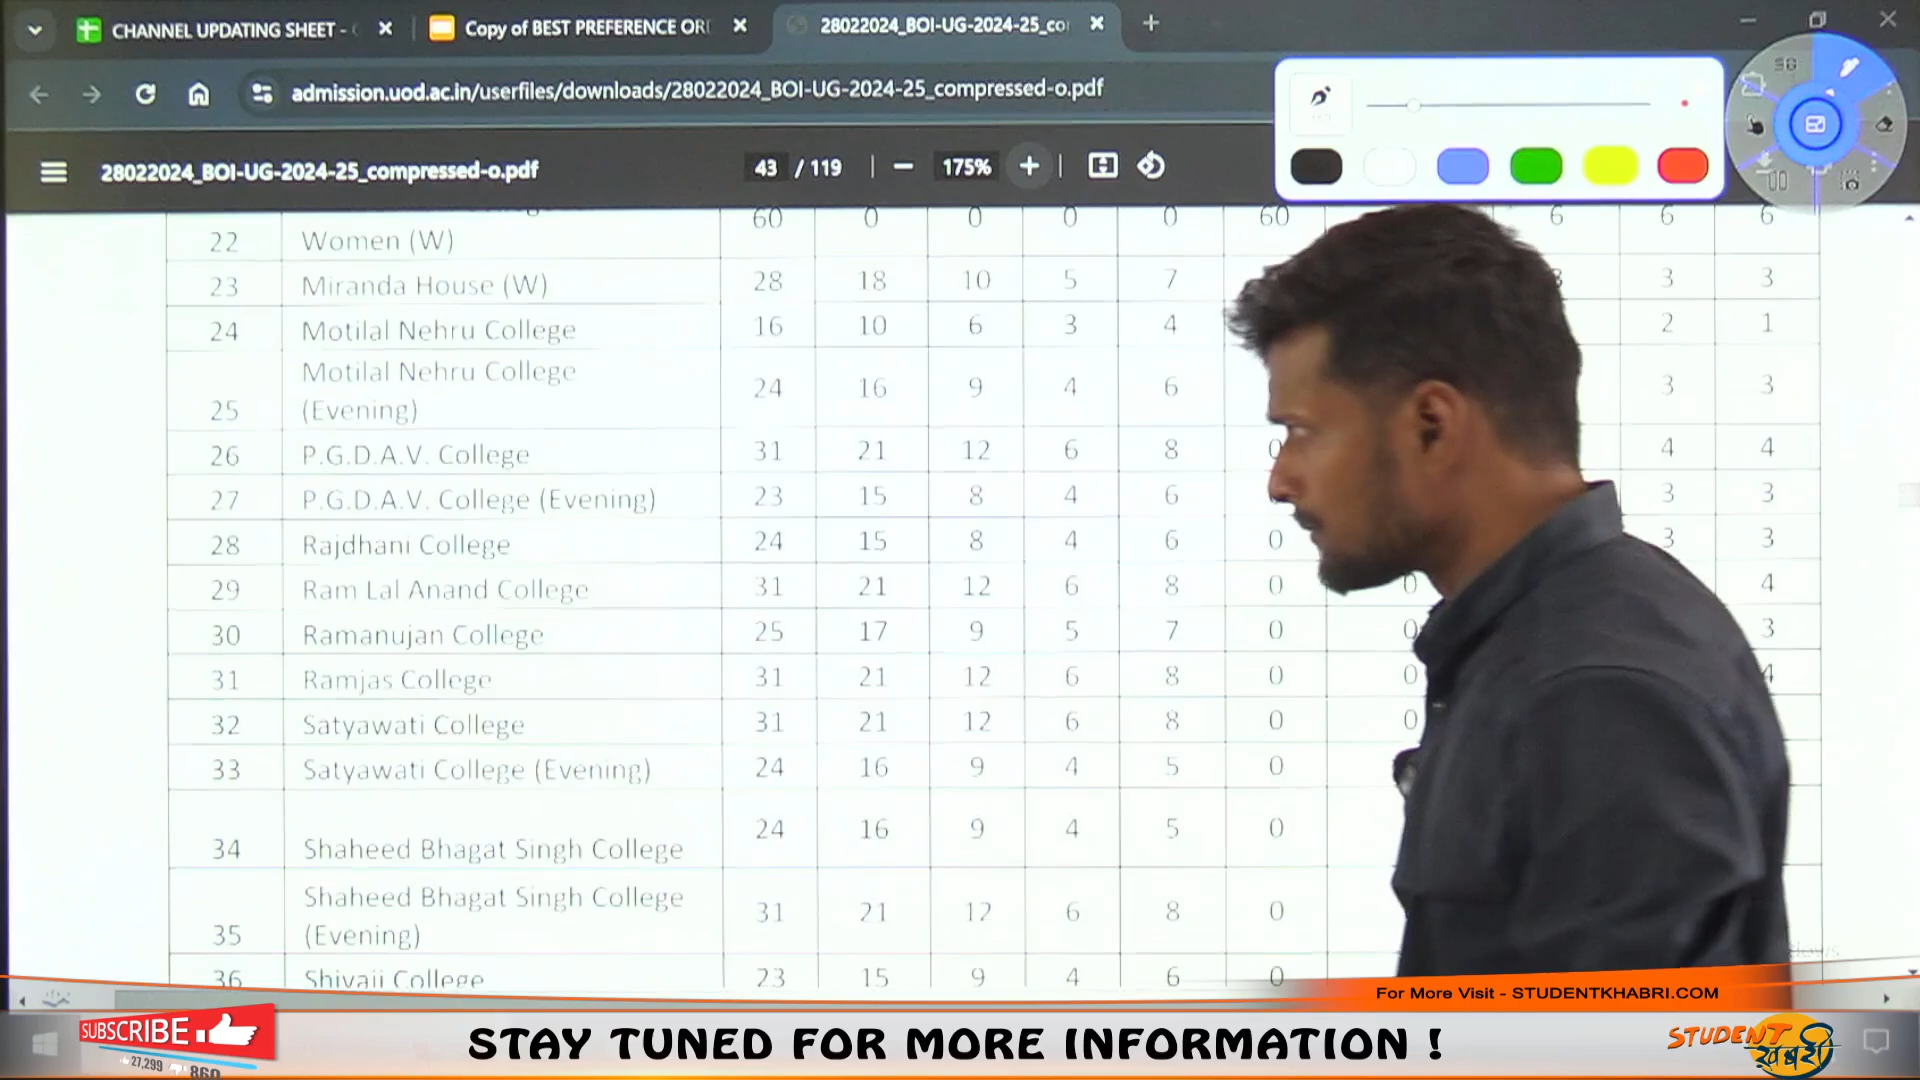 CHANNEL UPDATING SHEET -
Copy of BEST PREFERENCE OR
28022024_BOI-UG-2024-25_co
admission.uod.ac.in/userfiles/downloads/28022024_BOI-UG-2024-25_compressed-o.pdf
28022024_BOI-UG-2024-25_compressed-o.pdf 43 / 119 175%
22 Women (W) 60 0 0 0 0 60 6 6 6
23 Miranda House (W) 28 18 10 5 7 3 3
24 Motilal Nehru College 16 10 6 3 4 2 1
25 Motilal Nehru College (Evening) 24 16 9 4 6 3 3
26 P.G.D.A.V. College 31 21 12 6 8 0 4 4
27 P.G.D.A.V. College (Evening) 23 15 8 4 6 3 3
28 Rajdhani College 24 15 8 4 6 0 3 3
29 Ram Lal Anand College 31 21 12 6 8 0 0 4
30 Ramanujan College 25 17 9 5 7 0 0 3
31 Ramjas College 31 21 12 6 8 0 0 4
32 Satyawati College 31 21 12 6 8 0 0
33 Satyawati College (Evening) 24 16 9 4 5 0
34 Shaheed Bhagat Singh College 24 16 9 4 5 0
35 Shaheed Bhagat Singh College (Evening) 31 21 12 6 8 0
36 Shivaji College 23 15 9 4 6 0
For More Visit - STUDENTKHABRI.COM
SUBSCRIBE
27,299 860
STAY TUNED FOR MORE INFORMATION !
STUDENT
खबरी